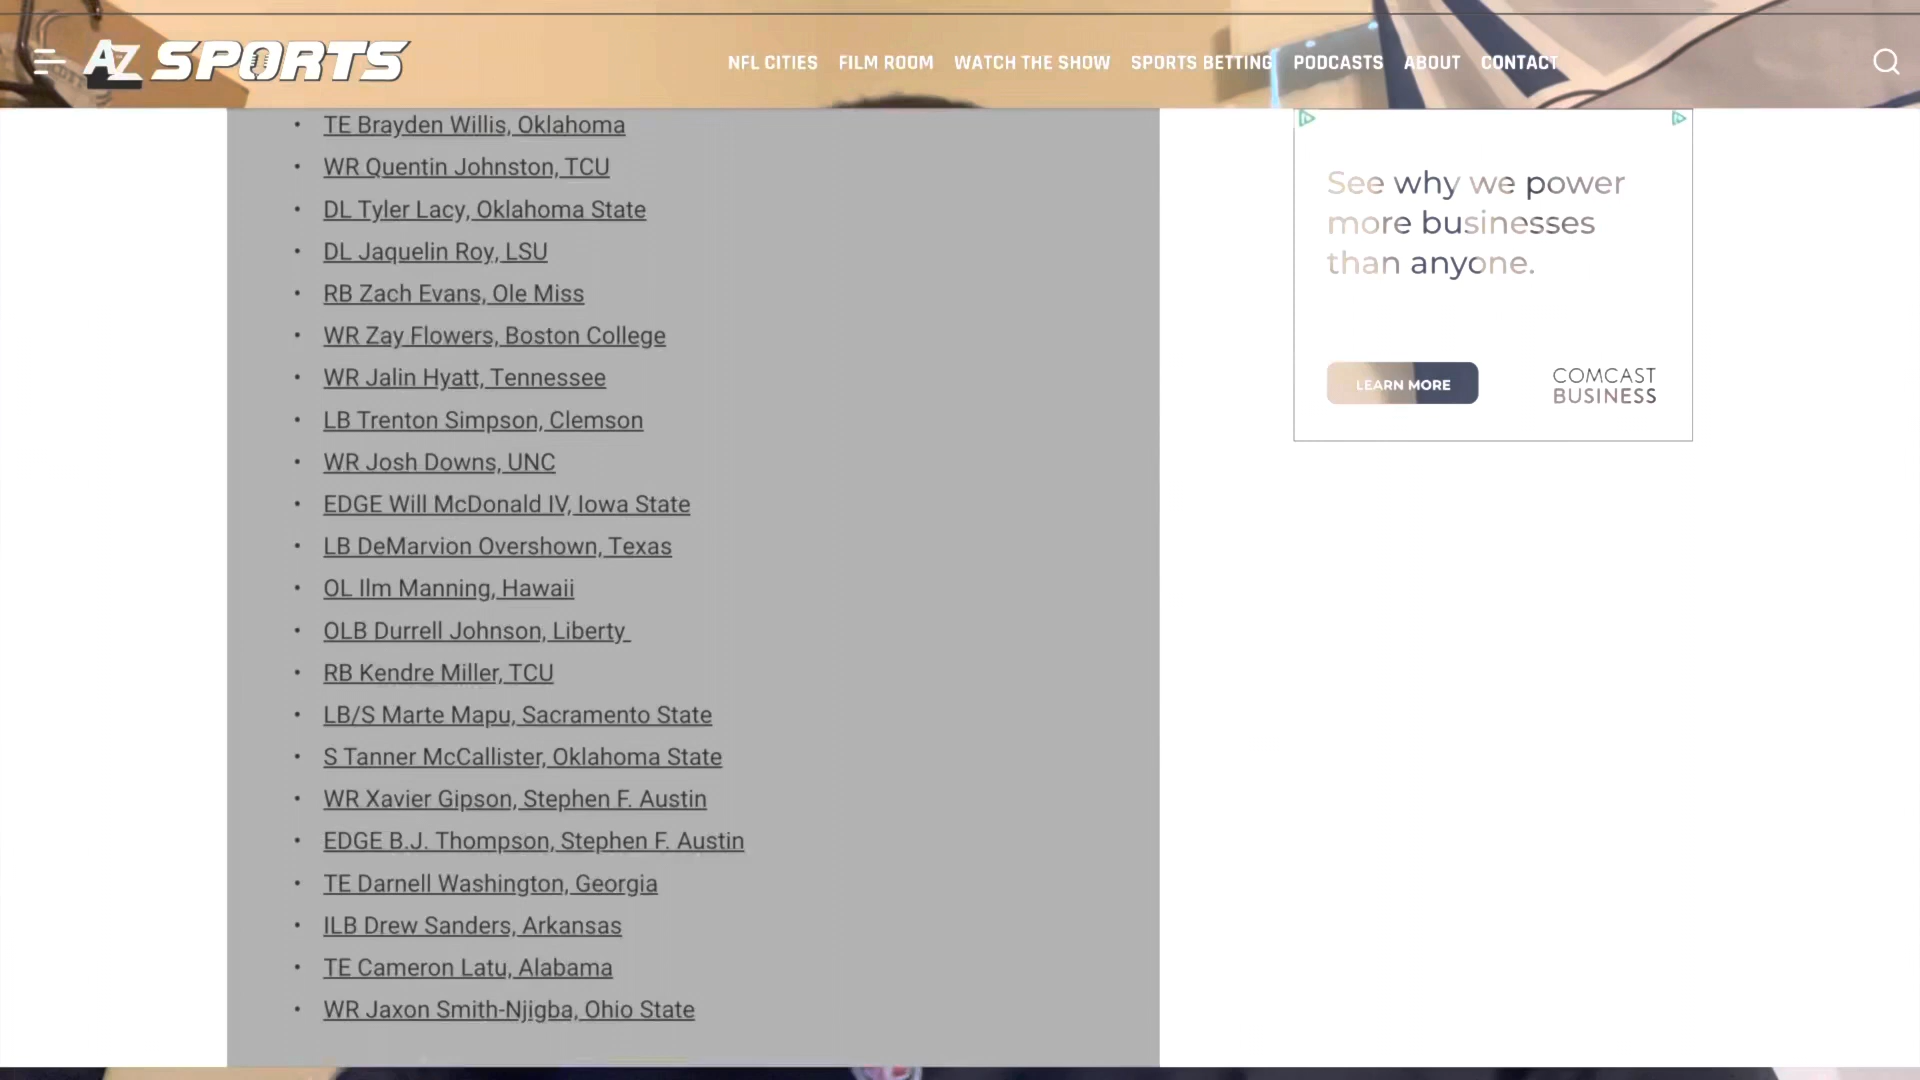 AZ SPORTS
NFL CITIES FILM ROOM WATCH THE SHOW SPORTS BETTING PODCASTS ABOUT CONTACT
• TE Brayden Willis, Oklahoma
• WR Quentin Johnston, TCU
• DL Tyler Lacy, Oklahoma State
• DL Jaquelin Roy, LSU
• RB Zach Evans, Ole Miss
• WR Zay Flowers, Boston College
• WR Jalin Hyatt, Tennessee
• LB Trenton Simpson, Clemson
• WR Josh Downs, UNC
• EDGE Will McDonald IV, Iowa State
• LB DeMarvion Overshown, Texas
• OL Ilm Manning, Hawaii
• OLB Durrell Johnson, Liberty
• RB Kendre Miller, TCU
• LB/S Marte Mapu, Sacramento State
• S Tanner McCallister, Oklahoma State
• WR Xavier Gipson, Stephen F. Austin
• EDGE B.J. Thompson, Stephen F. Austin
• TE Darnell Washington, Georgia
• ILB Drew Sanders, Arkansas
• TE Cameron Latu, Alabama
• WR Jaxon Smith-Njigba, Ohio State
See why we power
more businesses
than anyone.
LEARN MORE
COMCAST
BUSINESS